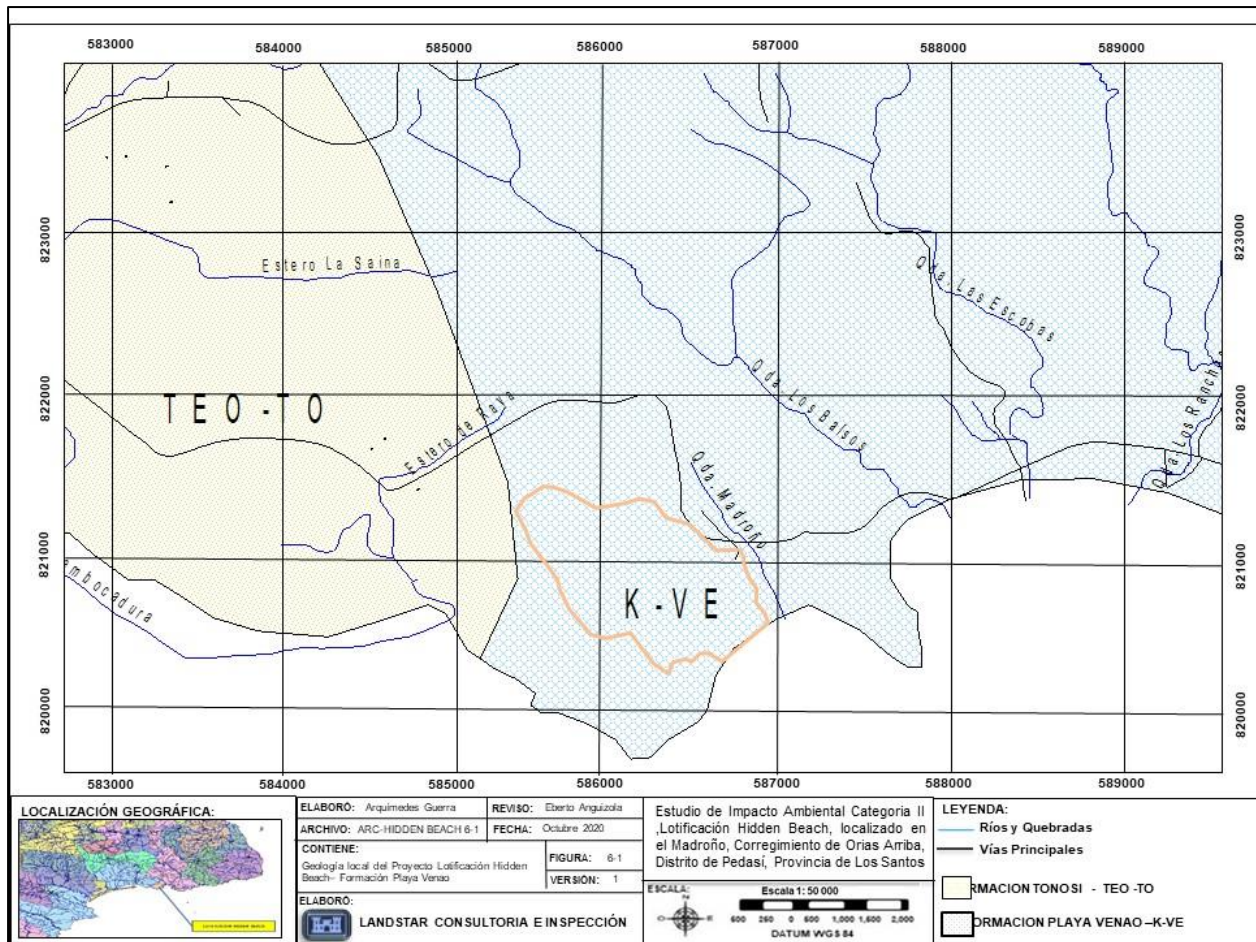 583000 584000 585000 586000 587000 588000 589000
823000 823000
Estero La Saina
Qda. Las Escobas
822000 822000
TEO-TO
Estero de Raya
Qda. Los Balsos
Qda. Los Ranchos
Qda. Madroño
821000 821000
embocadura
K-VE
820000 820000
583000 584000 585000 586000 587000 588000 589000
LOCALIZACIÓN GEOGRÁFICA:
ELABORÓ: Arquimedes Guerra
REVISO: Eberto Anguizola
ARCHIVO: ARC-HIDDEN BEACH 6-1
FECHA: Octubre 2020
CONTIENE:
Geología local del Proyecto Lotificación Hidden
Beach– Formación Playa Venao
FIGURA: 6-1
VERSIÓN: 1
ELABORÓ:
LANDSTAR CONSULTORIA E INSPECCIÓN
Estudio de Impacto Ambiental Categoria II
,Lotificación Hidden Beach, localizado en
el Madroño, Corregimiento de Orias Arriba,
Distrito de Pedasí, Provincia de Los Santos
ESCALA:
Escala 1: 50 000
N
O E
S
500 250 0 500 1,000 1,500 2,000
DATUM WGS 84
LEYENDA:
Ríos y Quebradas
Vías Principales
RMACION TONOSI - TEO -TO
ORMACION PLAYA VENAO –K-VE